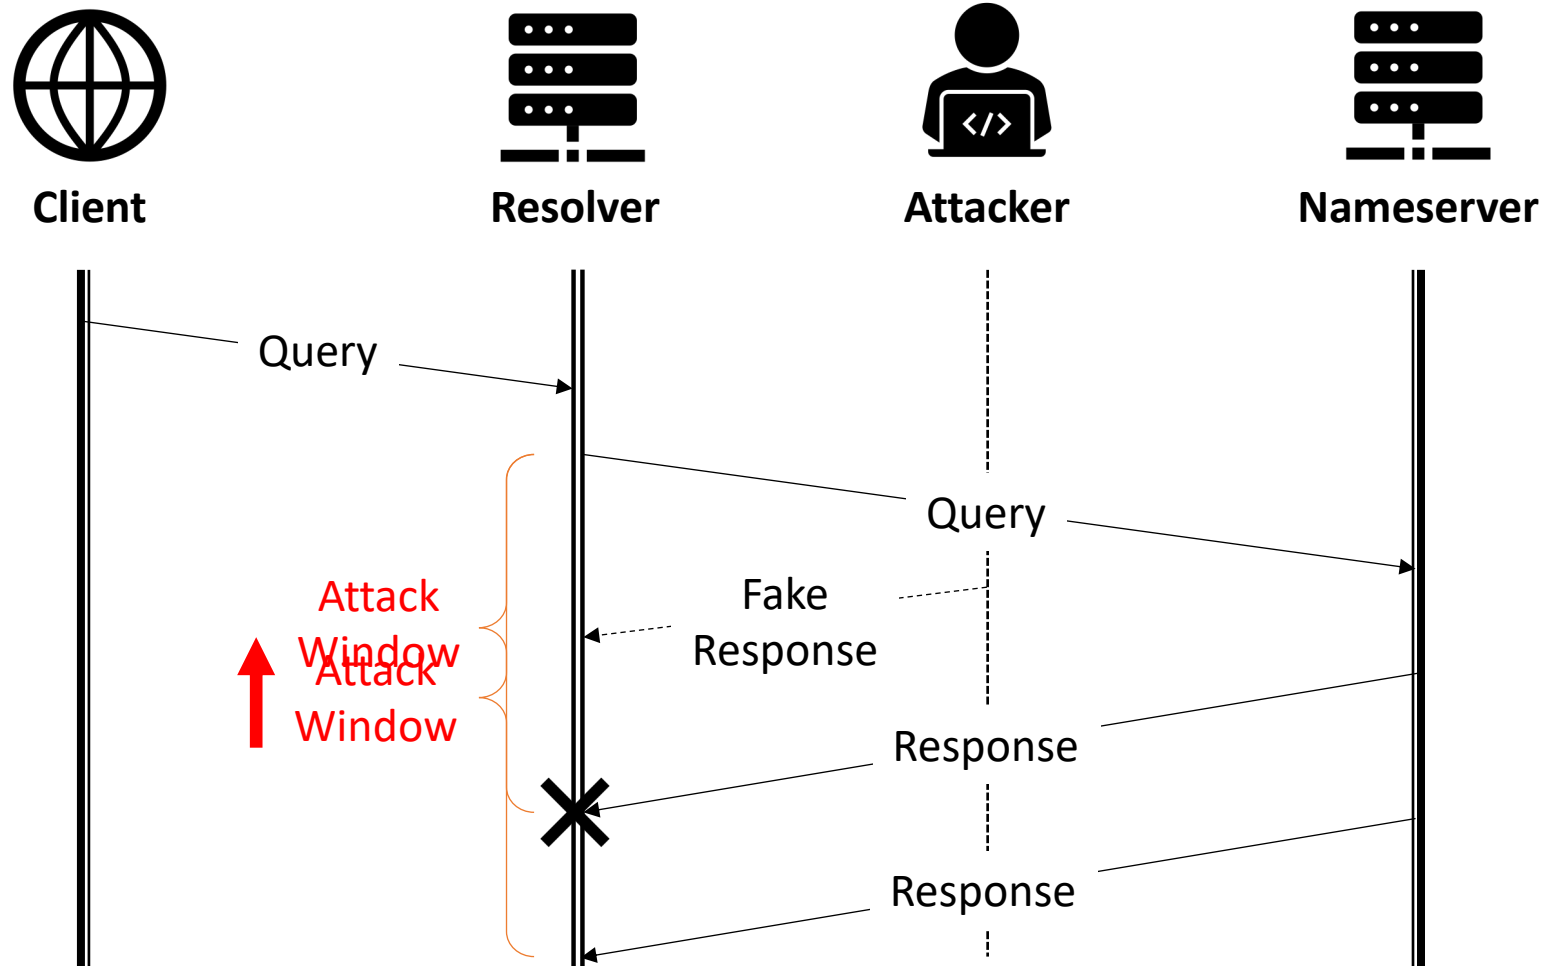 Client
Resolver
Attacker
Nameserver
Query
Query
Fake
Response
Attack
Window
Attack
Window
Response
Response